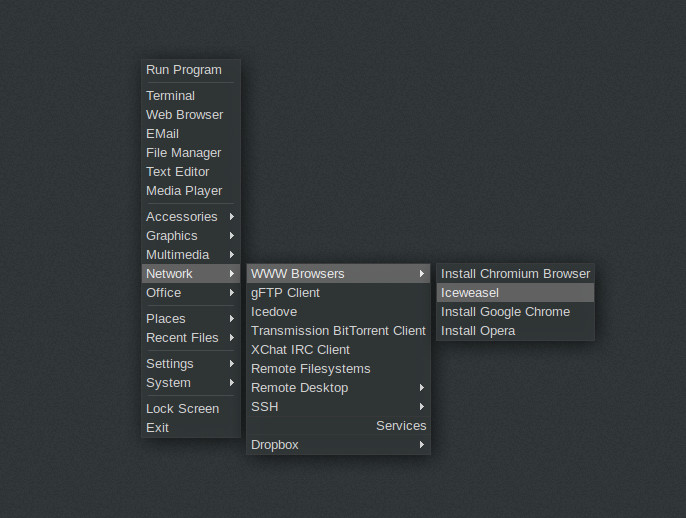 Run Program
Terminal
Web Browser
EMail
File Manager
Text Editor
Media Player
Accessories
Graphics
Multimedia
Network
Office
Places
Recent Files
Settings
System
Lock Screen
Exit
WWW Browsers
gFTP Client
Icedove
Transmission BitTorrent Client
XChat IRC Client
Remote Filesystems
Remote Desktop
SSH
Services
Dropbox
Install Chromium Browser
Iceweasel
Install Google Chrome
Install Opera